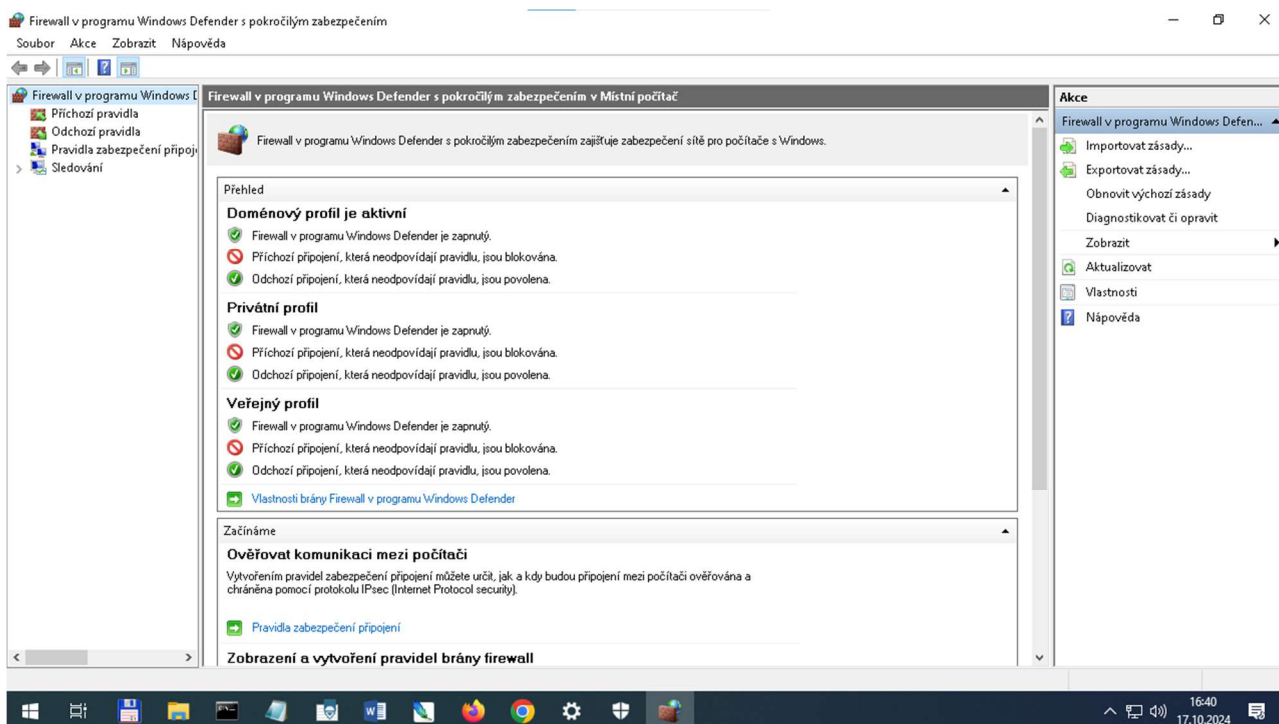 Firewall v programu Windows Defender s pokročilým zabezpečením
Soubor Akce Zobrazit Nápověda
Firewall v programu Windows D
Příchozí pravidla
Odchozí pravidla
Pravidla zabezpečení připoje
Sledování
Firewall v programu Windows Defender s pokročilým zabezpečením v Místní počítač
Firewall v programu Windows Defender s pokročilým zabezpečením zajišťuje zabezpečení sítě pro počítače s Windows.
Přehled
Doménový profil je aktivní
Firewall v programu Windows Defender je zapnutý.
Příchozí připojení, která neodpovídají pravidlu, jsou blokována.
Odchozí připojení, která neodpovídají pravidlu, jsou povolena.
Privátní profil
Firewall v programu Windows Defender je zapnutý.
Příchozí připojení, která neodpovídají pravidlu, jsou blokována.
Odchozí připojení, která neodpovídají pravidlu, jsou povolena.
Veřejný profil
Firewall v programu Windows Defender je zapnutý.
Příchozí připojení, která neodpovídají pravidlu, jsou blokována.
Odchozí připojení, která neodpovídají pravidlu, jsou povolena.
Vlastnosti brány Firewall v programu Windows Defender
Začínáme
Ověřovat komunikaci mezi počítači
Vytvořením pravidel zabezpečení připojení můžete určit, jak a kdy budou připojení mezi počítači ověřována a
chráněna pomocí protokolu IPsec (Internet Protocol security).
Pravidla zabezpečení připojení
Zobrazení a vytvoření pravidel brány firewall
Akce
Firewall v programu Windows Defen...
Importovat zásady...
Exportovat zásady...
Obnovit výchozí zásady
Diagnostikovat či opravit
Zobrazit
Aktualizovat
Vlastnosti
Nápověda
16:40
17.10.2024